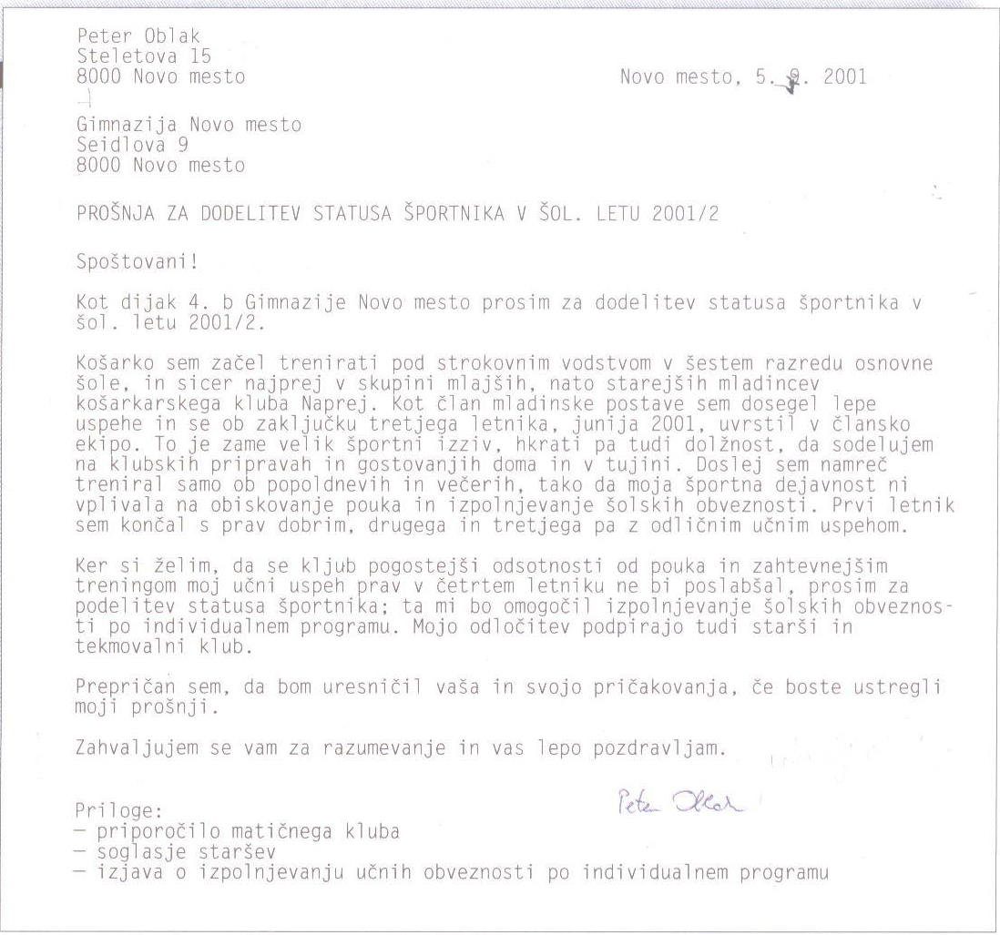 Peter Oblak
Steletova 15
8000 Novo mesto
Novo mesto, 5. 2001
Gimnazija Novo mesto
Seidlova 9
8000 Novo mesto
PROŠNJA ZA DODELITEV STATUSA ŠPORTNIKA V ŠOL. LETU 2001/2
Spoštovani!
Kot dijak 4. b Gimnazije Novo mesto prosim za dodelitev statusa športnika v
šol. letu 2001/2.
Košarko sem začel trenirati pod strokovnim vodstvom v šestem razredu osnovne
šole, in sicer najprej v skupini mlajših, nato starejših mladincev
košarkarskega kluba Naprej. Kot član mladinske postave sem dosegel lepe
uspehe in se ob zaključku tretjega letnika, junija 2001, uvrstil v člansko
ekipo. To je zame velik športni izziv, hkrati pa tudi dolžnost, da sodelujem
na klubskih pripravah in gostovanjih doma in v tujini. Doslej sem namreč
treniral samo ob popoldnevih in večerih, tako da moja športna dejavnost ni
vplivala na obiskovanje pouka in izpolnjevanje šolskih obveznosti. Prvi letnik
sem končal s prav dobrim, drugega in tretjega pa z odličnim učnim uspehom.
Ker si želim, da se kljub pogostejši odsotnosti od pouka in zahtevnejšim
treningom moj učni uspeh prav v četrtem letniku ne bi poslabšal, prosim za
podelitev statusa športnika; ta mi bo omogočil izpolnjevanje šolskih obveznos-
ti po individualnem programu. Mojo odločitev podpirajo tudi starši in
tekmovalni klub.
Prepričan sem, da bom uresničil vaša in svojo pričakovanja, če boste ustregli
moji prošnji.
Zahvaljujem se vam za razumevanje in vas lepo pozdravljam.
Peter Oblak
Priloge:
– priporočilo matičnega kluba
– soglasje staršev
– izjava o izpolnjevanju učnih obveznosti po individualnem programu